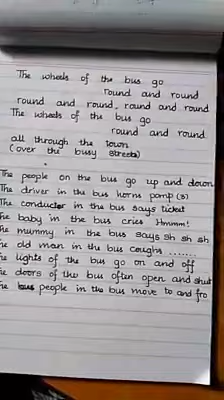 The wheels of the bus go
round and round
round and round, round and round
The wheels of the bus go
round and round
all through the town
(over the busy streets)
The people on the bus go up and down
The driver in the bus horns pomp (3)
The conductor in the bus says ticket
The baby in the bus cries Hmmm!
he mummy in the bus says sh sh sh
he old man in the bus coughs .......
he lights of the bus go on and off
he doors of the bus often open and shut
he people in the bus move to and fro